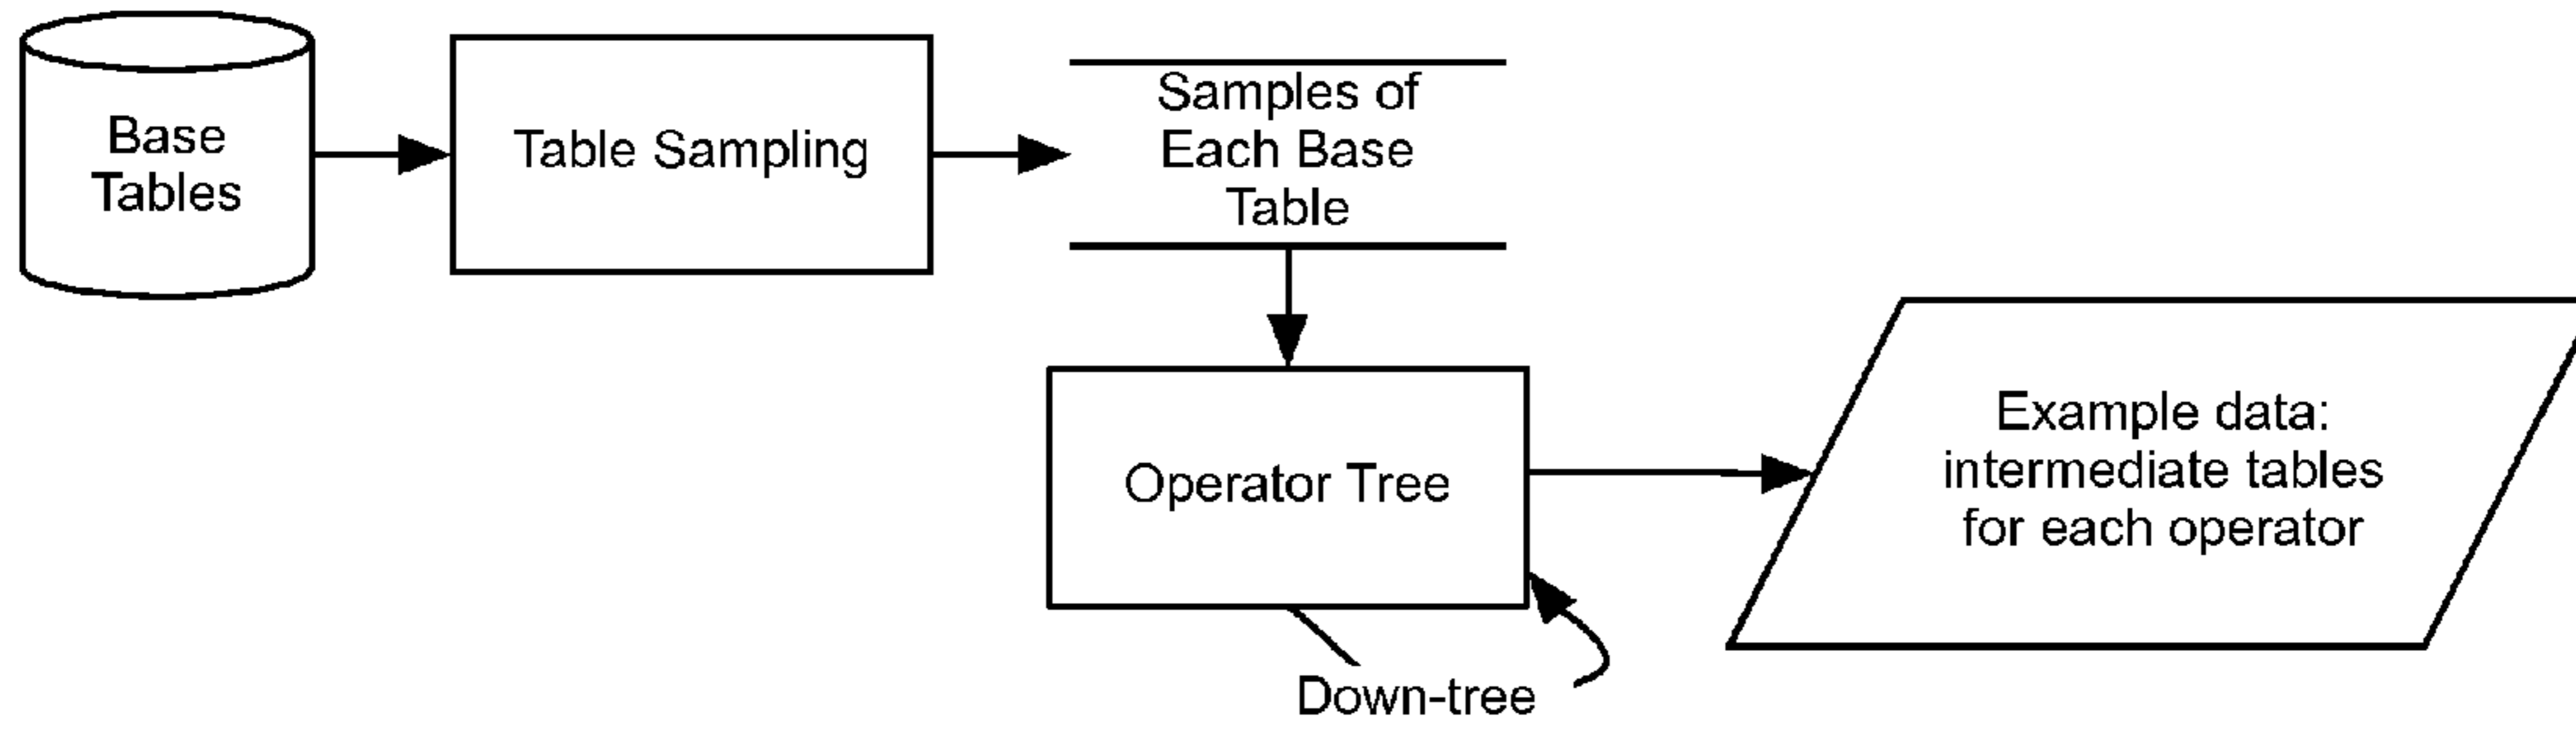 Base
Tables
Table Sampling
Samples of
Each Base
Table
Operator Tree
Example data:
intermediate tables
for each operator
Down-tree